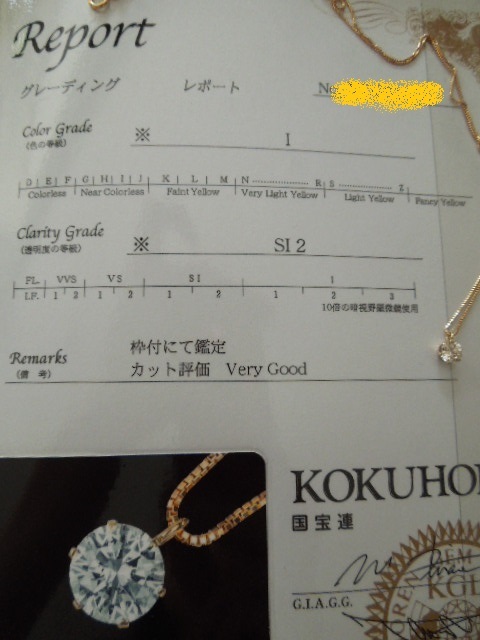 Report
グレーディング レポート
Color Grade ※ I
(色の等級)
D E F G H I J K L M N R S Z
Colorless Near Colorless Faint Yellow Very Light Yellow Light Yellow Fancy Yellow
Clarity Grade ※ SI 2
(透明度の等級)
FL. VVS VS SI I
I.F. 1 2 1 2 1 2 1 2 3
10倍の暗視野顕微鏡使用
Remarks 枠付にて鑑定
(備 考) カット評価 Very Good
KOKUHO
国宝連
G.I.A.G.G.
KGL